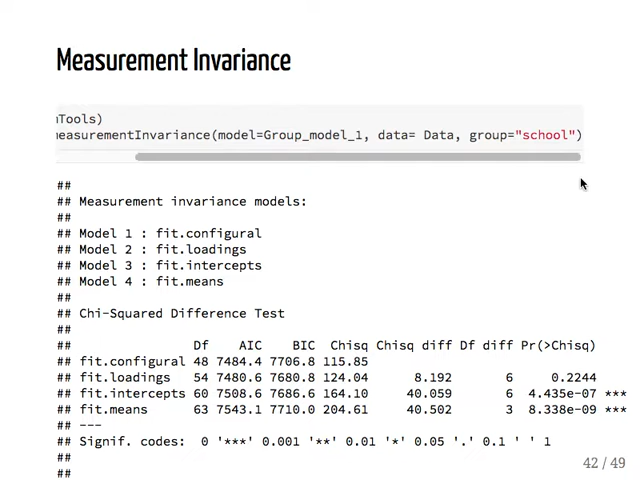 Measurement Invariance
nTools)
measurementInvariance(model=Group_model_1, data= Data, group="school")
##
## Measurement invariance models:
##
## Model 1 : fit.configural
## Model 2 : fit.loadings
## Model 3 : fit.intercepts
## Model 4 : fit.means
##
## Chi-Squared Difference Test
##
##                Df    AIC    BIC  Chisq Chisq diff Df diff Pr(>Chisq)
## fit.configural 48 7484.4 7706.8 115.85
## fit.loadings   54 7480.6 7680.8 124.04      8.192       6     0.2244
## fit.intercepts 60 7508.6 7686.6 164.10     40.059       6  4.435e-07 ***
## fit.means      63 7543.1 7710.0 204.61     40.502       3  8.338e-09 ***
## ---
## Signif. codes:  0 '***' 0.001 '**' 0.01 '*' 0.05 '.' 0.1 ' ' 1
##
##
42 / 49